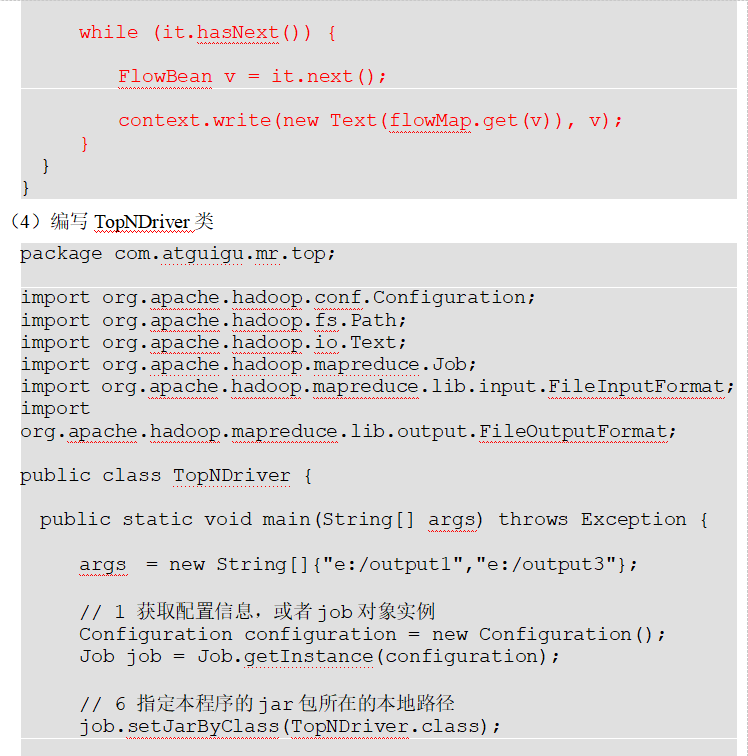 while (it.hasNext()) {
FlowBean v = it.next();
context.write(new Text(flowMap.get(v)), v);
}
}
}
（4）编写 TopNDriver 类
package com.atguigu.mr.top;
import org.apache.hadoop.conf.Configuration;
import org.apache.hadoop.fs.Path;
import org.apache.hadoop.io.Text;
import org.apache.hadoop.mapreduce.Job;
import org.apache.hadoop.mapreduce.lib.input.FileInputFormat;
import
org.apache.hadoop.mapreduce.lib.output.FileOutputFormat;
public class TopNDriver {
public static void main(String[] args) throws Exception {
args  = new String[]{"e:/output1","e:/output3"};
// 1 获取配置信息，或者 job 对象实例
Configuration configuration = new Configuration();
Job job = Job.getInstance(configuration);
// 6 指定本程序的 jar 包所在的本地路径
job.setJarByClass(TopNDriver.class);